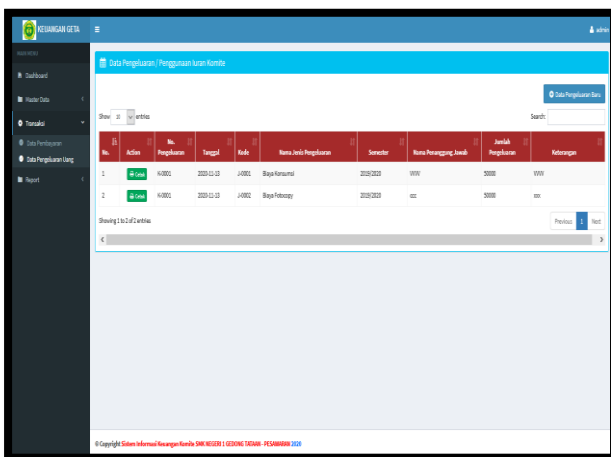 KEUANGAN GETA
admin
MAIN MENU
Dashboard
Master Data
Transaksi
Data Pembayaran
Data Pengeluaran Uang
Report
Data Pengeluaran / Penggunaan Iuran Komite
Data Pengeluaran Baru
Show 10 entries
Search:
No. Action No. Pengeluaran Tanggal Kode Nama Jenis Pengeluaran Semester Nama Penanggung Jawab Jumlah Pengeluaran Keterangan
1 Cetak K-0001 2020-11-13 J-0001 Biaya Konsumsi 2019/2020 50000
2 Cetak K-0001 2020-11-13 J-0002 Biaya Fotocopy 2019/2020 50000
Showing 1 to 2 of 2 entries
Previous 1 Next
© Copyright Sistem Informasi Keuangan Komite SMK NEGERI 1 GEDONG TATAAN - PESAWARAN 2020